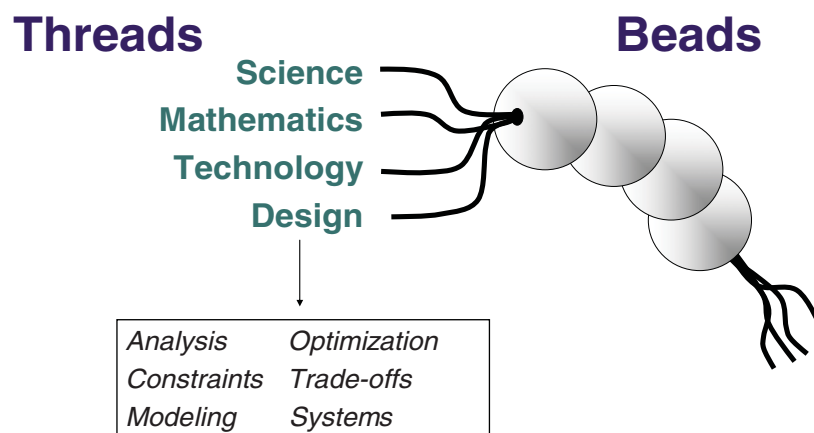 Threads Beads
Science
Mathematics
Technology
Design
Analysis Optimization
Constraints Trade-offs
Modeling Systems